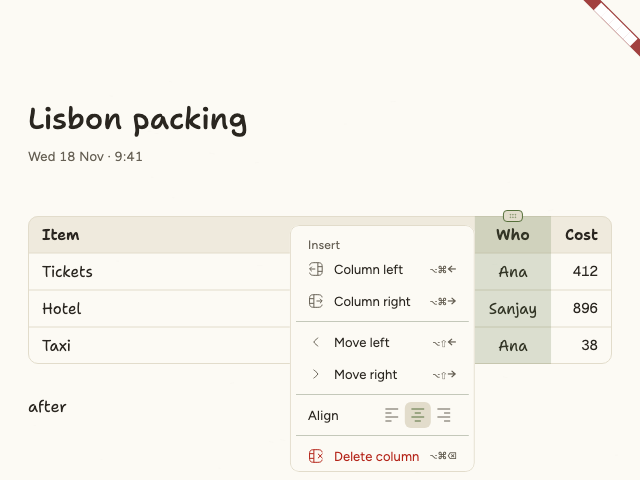 Lisbon packing
Wed 18 Nov · 9:41
Item Who Cost
Tickets Ana 412
Hotel Sanjay 896
Taxi Ana 38
after
Insert
Column left ⌥⌘←
Column right ⌥⌘→
Move left ⌥⇧←
Move right ⌥⇧→
Align
Delete column ⌥⌘⌫